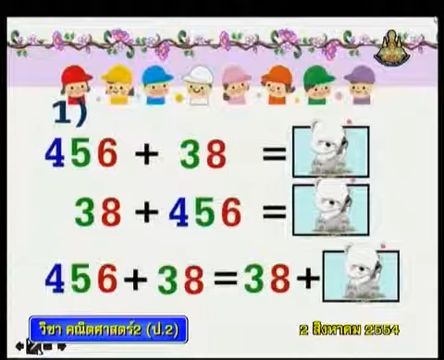 1)
456 + 38 =
38 + 456 =
456 + 38 = 38 +
วิชา คณิตศาสตร์2 (ป.2)
2 สิงหาคม 2554